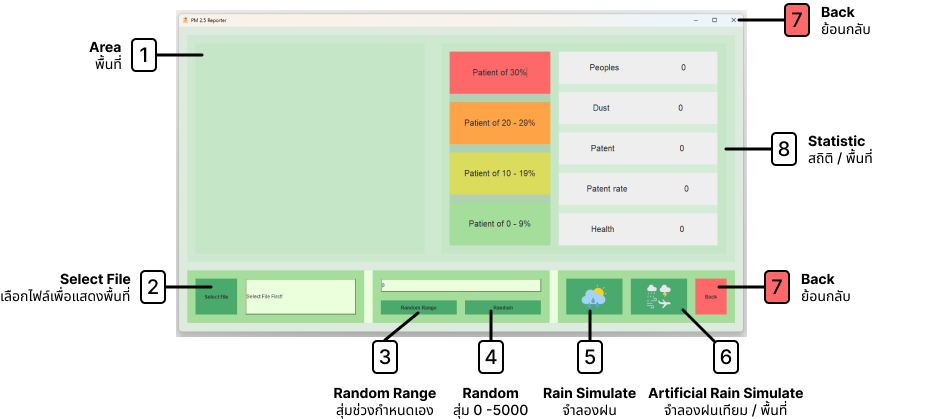 PM 2.5 Reporter
7
Back
ย้อนกลับ
Area
พื้นที่
1
Patient of 30%
Patient of 20 - 29%
Patient of 10 - 19%
Patient of 0 - 9%
Peoples 0
Dust 0
Patent 0
Patent rate 0
Health 0
8
Statistic
สถิติ / พื้นที่
Select File
เลือกไฟล์เพื่อแสดงพื้นที่
2
Select File
Select File First!
0
Random Range
Random
Back
7
Back
ย้อนกลับ
3
Random Range
สุ่มช่วงกำหนดเอง
4
Random
สุ่ม 0 -5000
5
Rain Simulate
จำลองฝน
6
Artificial Rain Simulate
จำลองฝนเทียม / พื้นที่